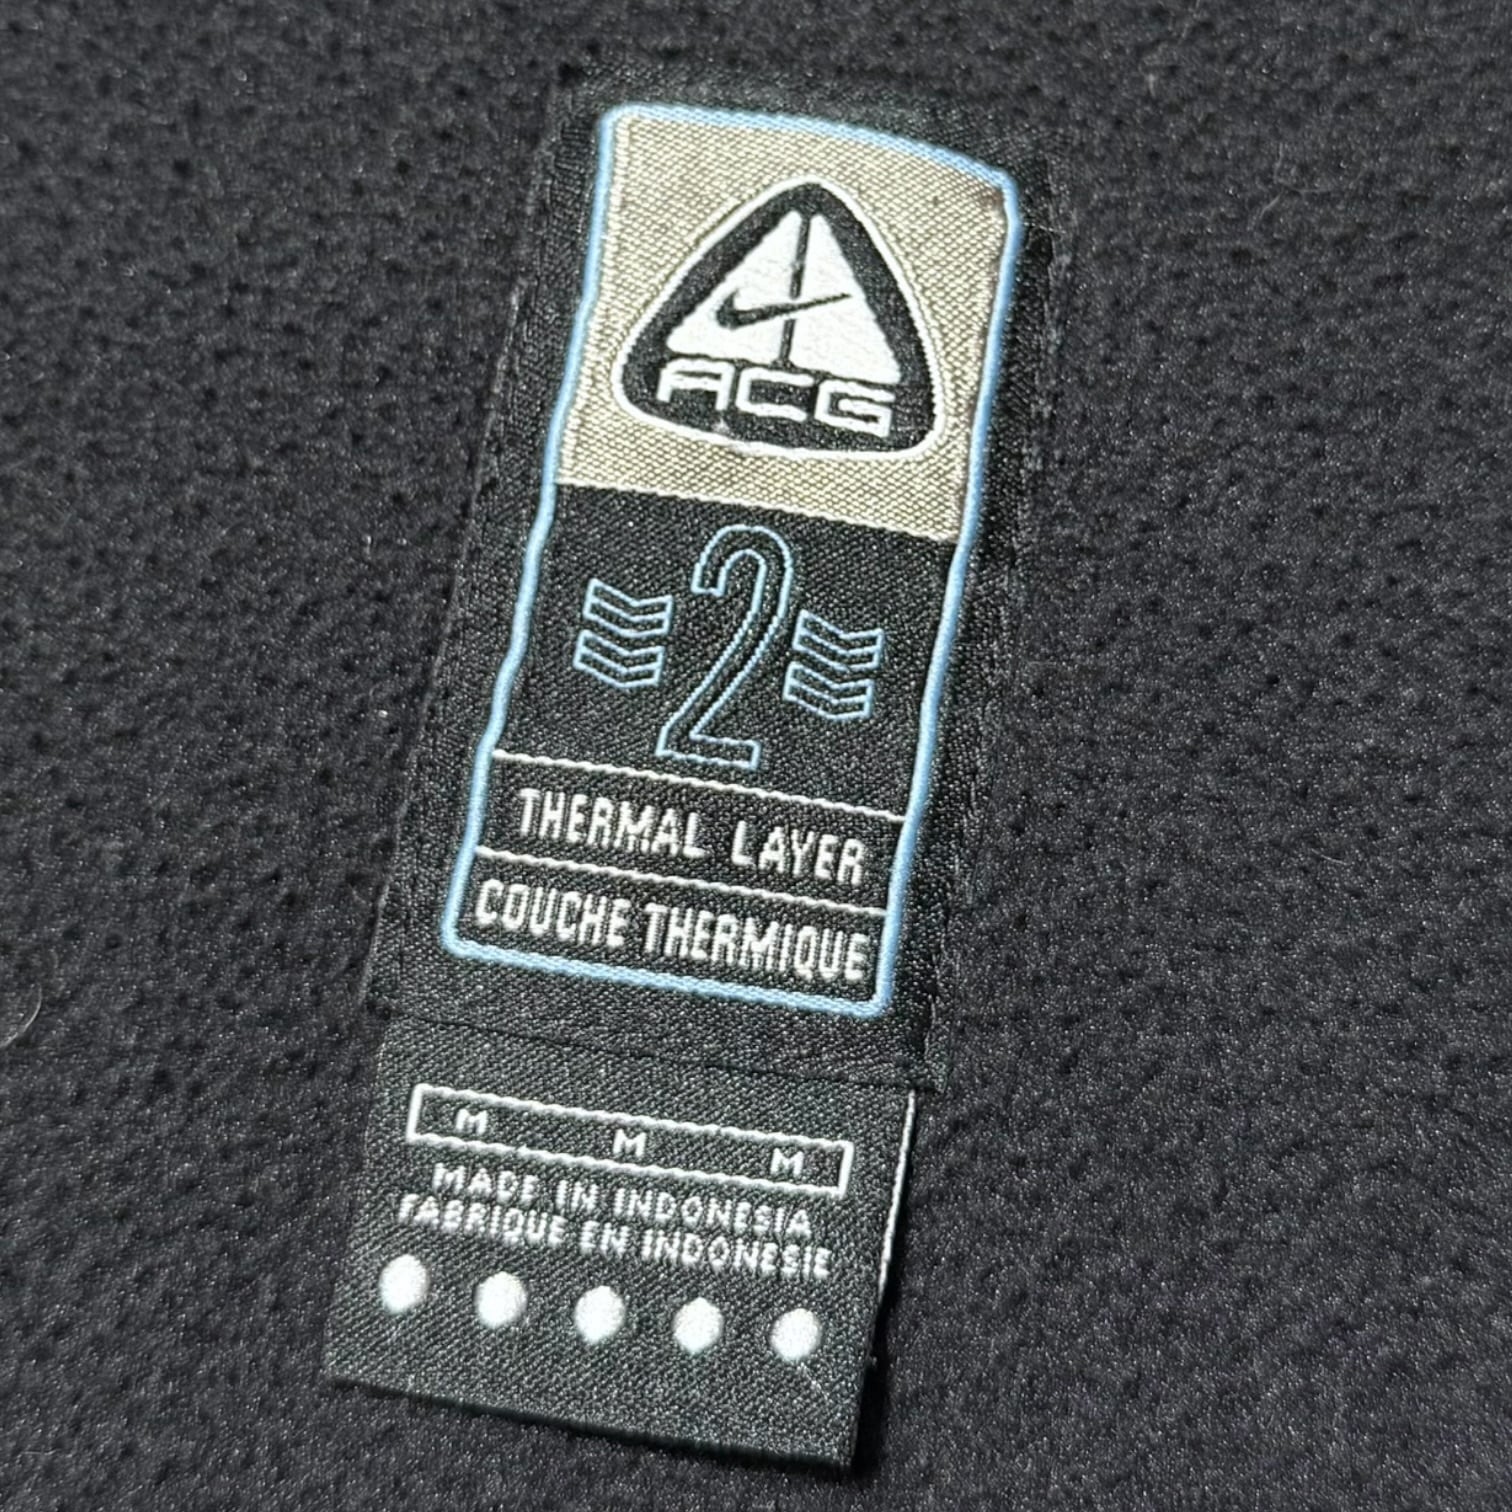 ACG
2
THERMAL LAYER
COUCHE THERMIQUE
M M M
MADE IN INDONESIA
FABRIQUE EN INDONESIE